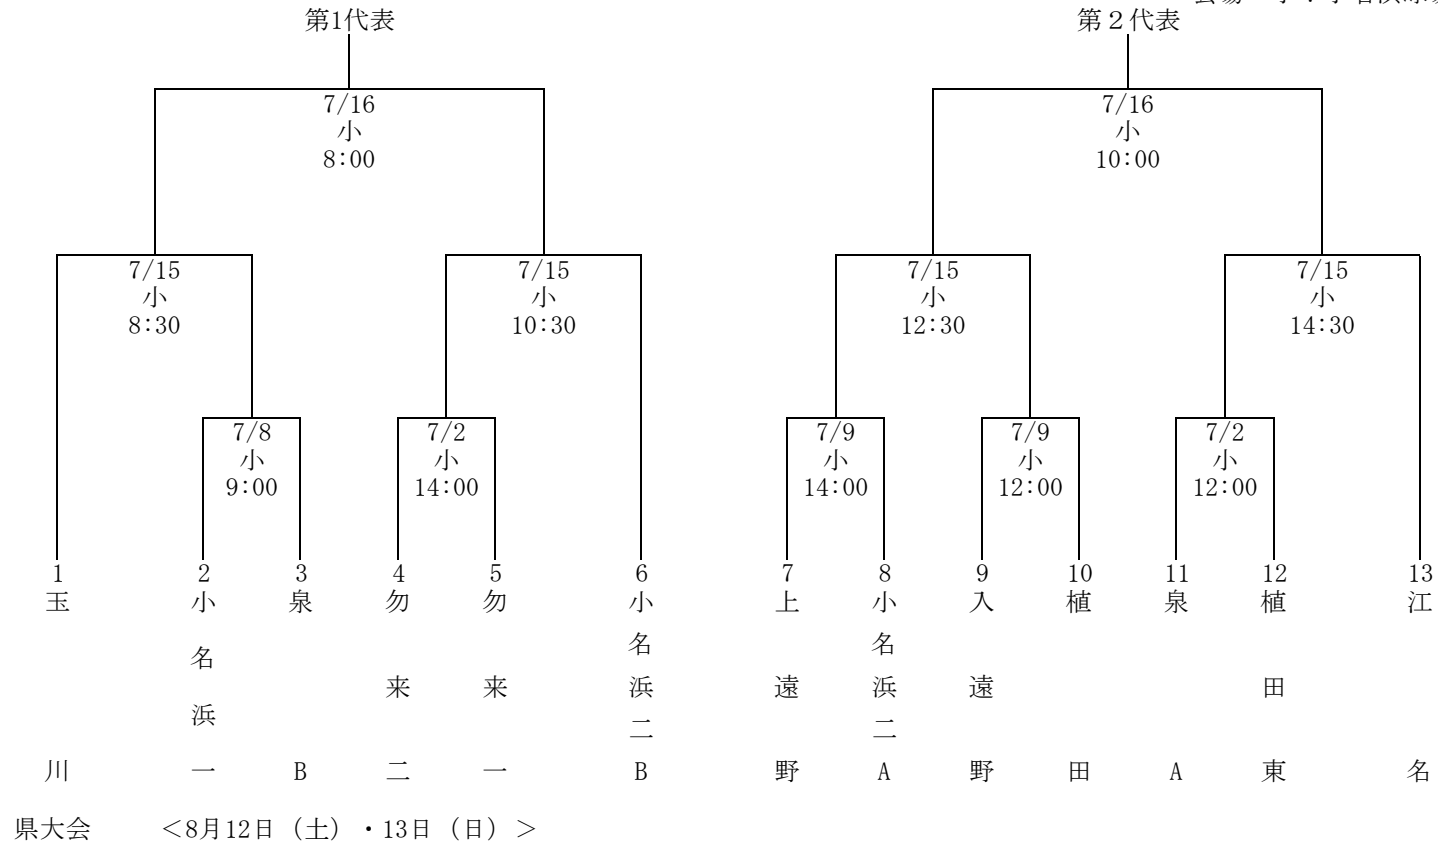 第1代表
第２代表
7/16
小
8:00
7/16
小
10:00
7/15
小
8:30
7/15
小
10:30
7/15
小
12:30
7/15
小
14:30
7/8
小
9:00
7/2
小
14:00
7/9
小
14:00
7/9
小
12:00
7/2
小
12:00
1
玉川
2
小名浜一
3
泉B
4
勿来二
5
勿来一
6
小名浜二B
7
上遠野
8
小名浜二A
9
入遠野
10
植田
11
泉A
12
植田東
13
江名
県大会 ＜8月12日（土）・13日（日）＞